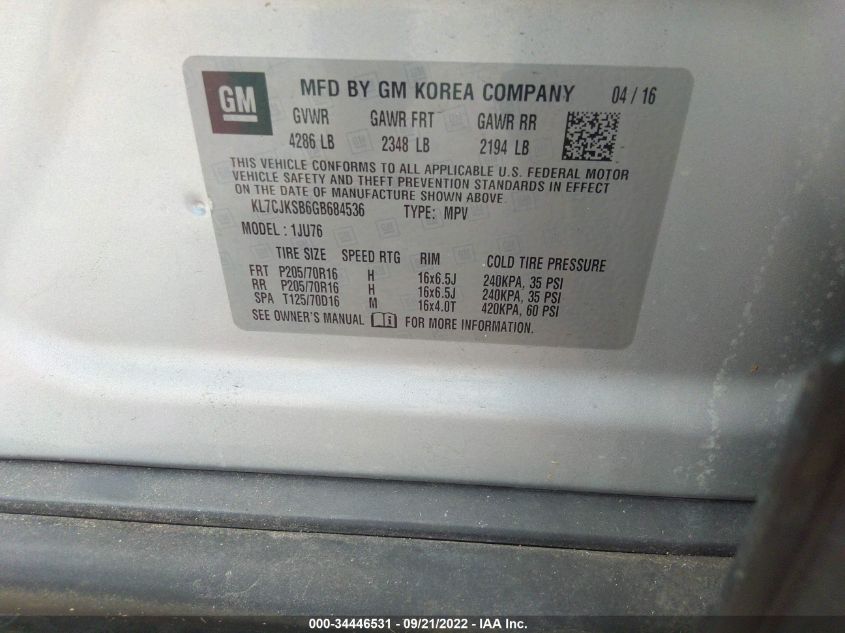 GM MFD BY GM KOREA COMPANY 04 / 16
GVWR GAWR FRT GAWR RR
4286 LB 2348 LB 2194 LB
THIS VEHICLE CONFORMS TO ALL APPLICABLE U.S. FEDERAL MOTOR
VEHICLE SAFETY AND THEFT PREVENTION STANDARDS IN EFFECT
ON THE DATE OF MANUFACTURE SHOWN ABOVE.
KL7CJKSB6GB684536 TYPE: MPV
MODEL : 1JU76
TIRE SIZE SPEED RTG RIM COLD TIRE PRESSURE
FRT P205/70R16 H 16x6.5J 240KPA, 35 PSI
RR P205/70R16 H 16x6.5J 240KPA, 35 PSI
SPA T125/70D16 M 16x4.0T 420KPA, 60 PSI
SEE OWNER'S MANUAL FOR MORE INFORMATION.
000-34446531 - 09/21/2022 - IAA Inc.